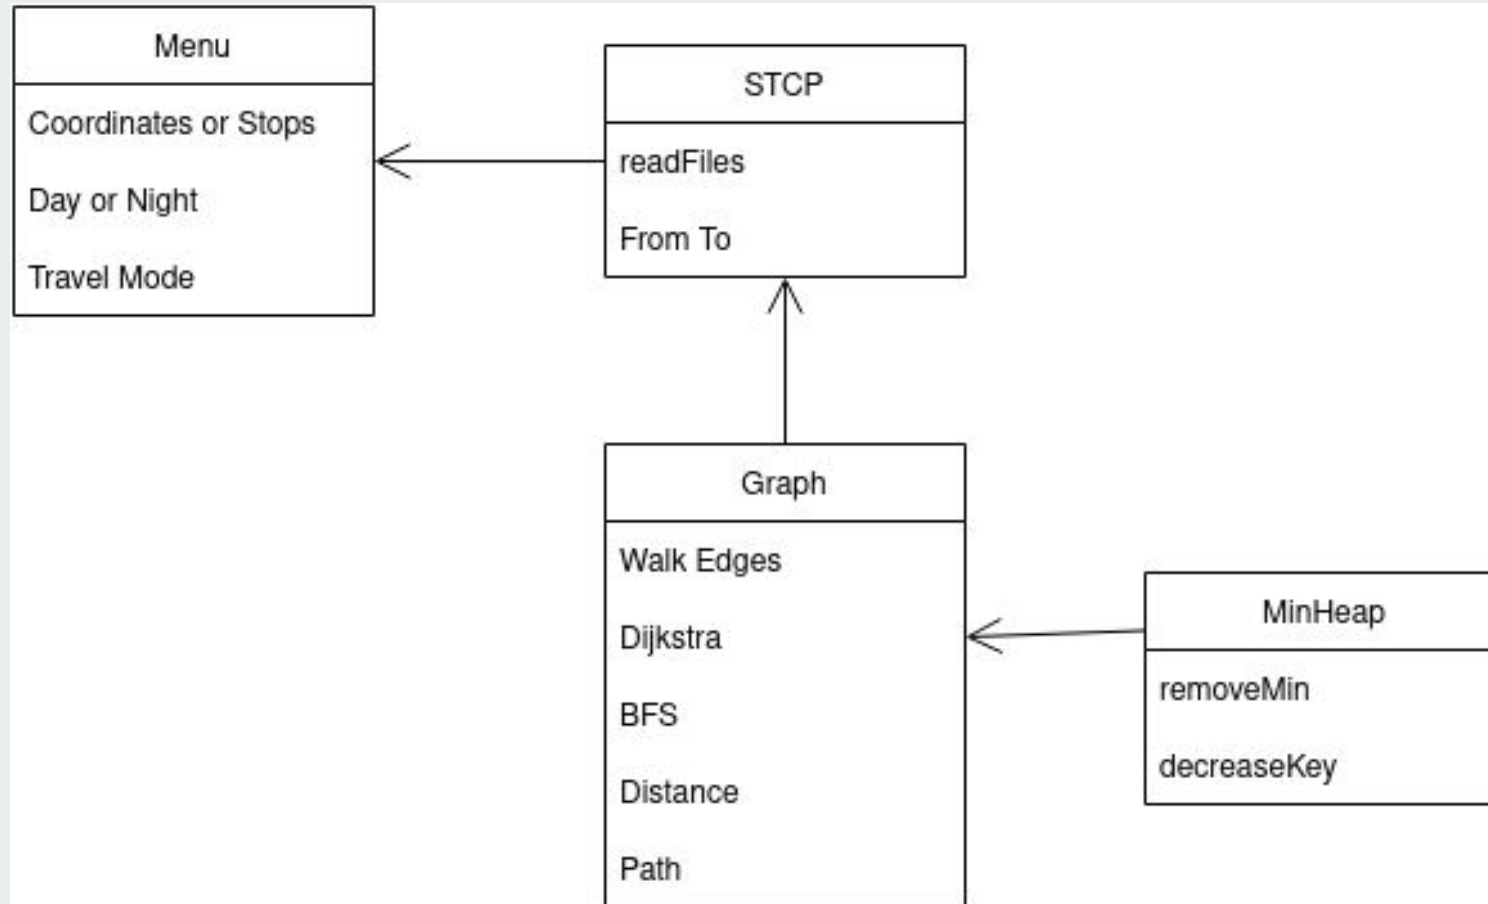 Menu
Coordinates or Stops
Day or Night
Travel Mode
STCP
readFiles
From To
Graph
Walk Edges
Dijkstra
BFS
Distance
Path
MinHeap
removeMin
decreaseKey